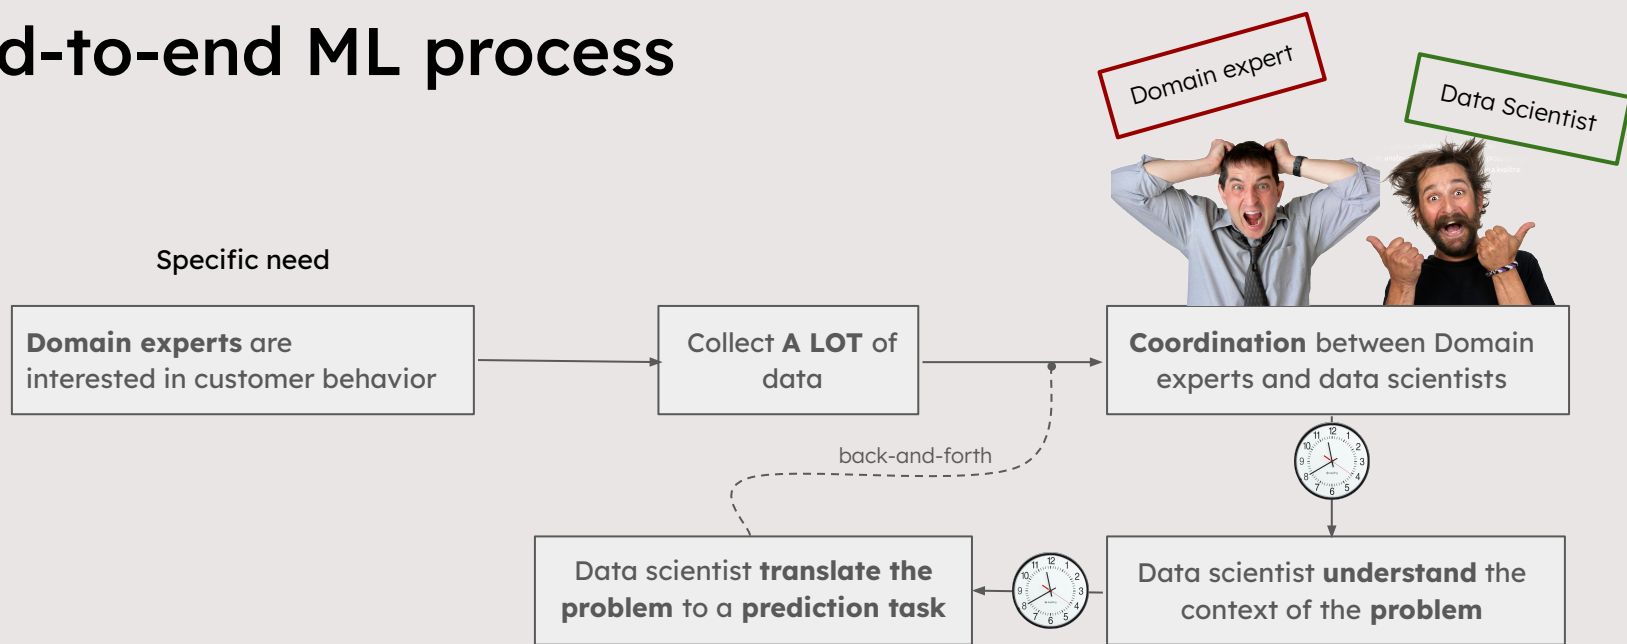 d-to-end ML process
Domain expert
Data Scientist
Specific need
Domain experts are
interested in customer behavior
Collect A LOT of
data
Coordination between Domain
experts and data scientists
back-and-forth
Data scientist translate the
problem to a prediction task
Data scientist understand the
context of the problem